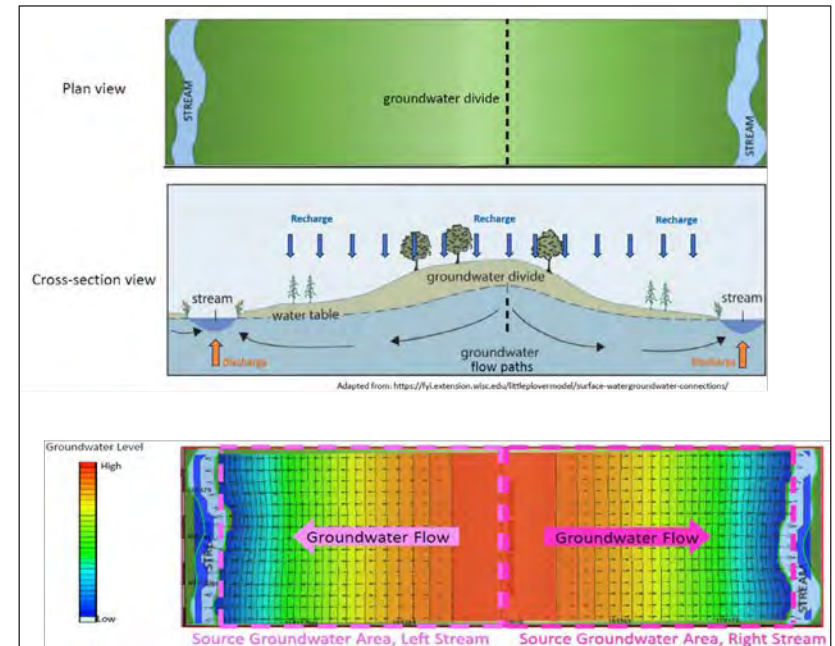 Plan view
STREAM
groundwater divide
STREAM
Cross-section view
Recharge
Recharge
Recharge
groundwater divide
stream
stream
water table
Discharge
groundwater
flow paths
Discharge
Adapted from: https://fyi.extension.wisc.edu/littleplovermodel/surface-watergroundwater-connections/
Groundwater Level
High
Low
Groundwater Flow
Groundwater Flow
STREAM
Source Groundwater Area, Left Stream
Source Groundwater Area, Right Stream